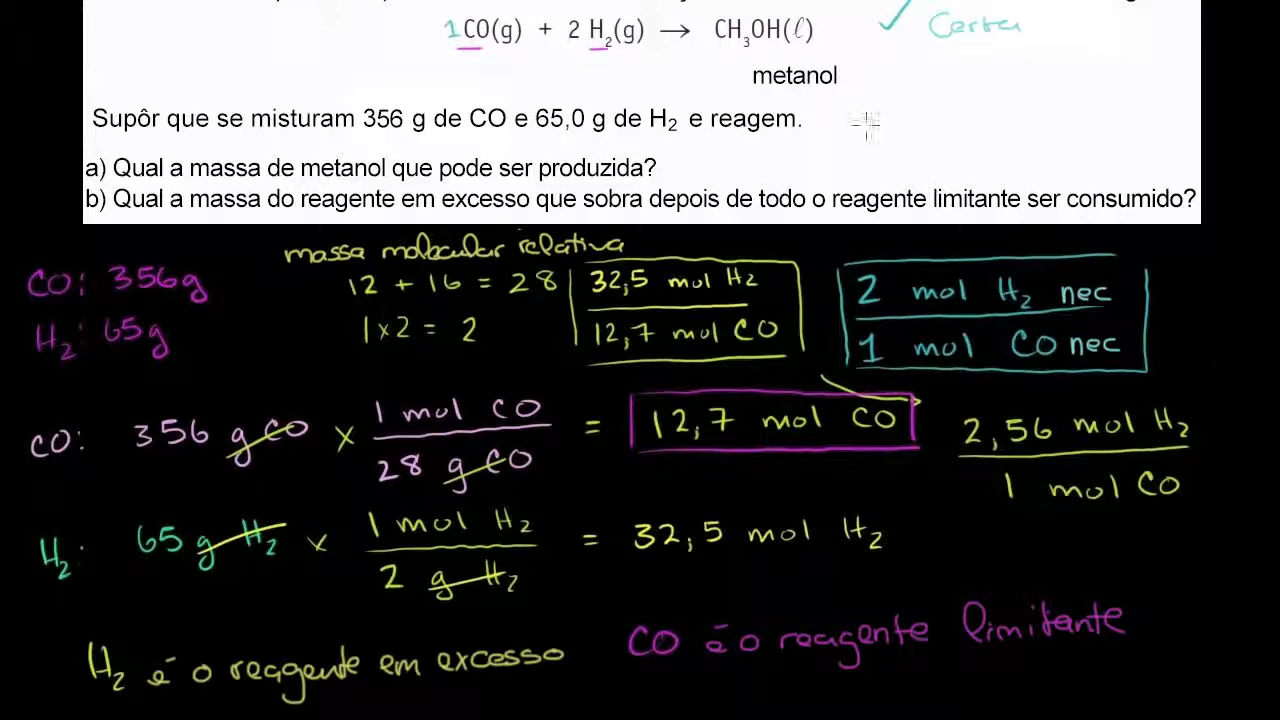 1CO(g) + 2 H₂(g) → CH₃OH(ℓ)
✓ Certa
metanol
Supôr que se misturam 356 g de CO e 65,0 g de H₂ e reagem.
a) Qual a massa de metanol que pode ser produzida?
b) Qual a massa do reagente em excesso que sobra depois de todo o reagente limitante ser consumido?
massa molecular relativa
CO: 356g
12 + 16 = 28
H₂: 65g
1x2 = 2
32,5 mol H₂
12,7 mol CO
2 mol H₂ nec
1 mol CO nec
CO: 356 g CO x 1 mol CO
28 g CO
= 12,7 mol CO
2,56 mol H₂
1 mol CO
H₂: 65 g H₂ x 1 mol H₂
2 g H₂
= 32,5 mol H₂
H₂ é o reagente em excesso
CO é o reagente limitante